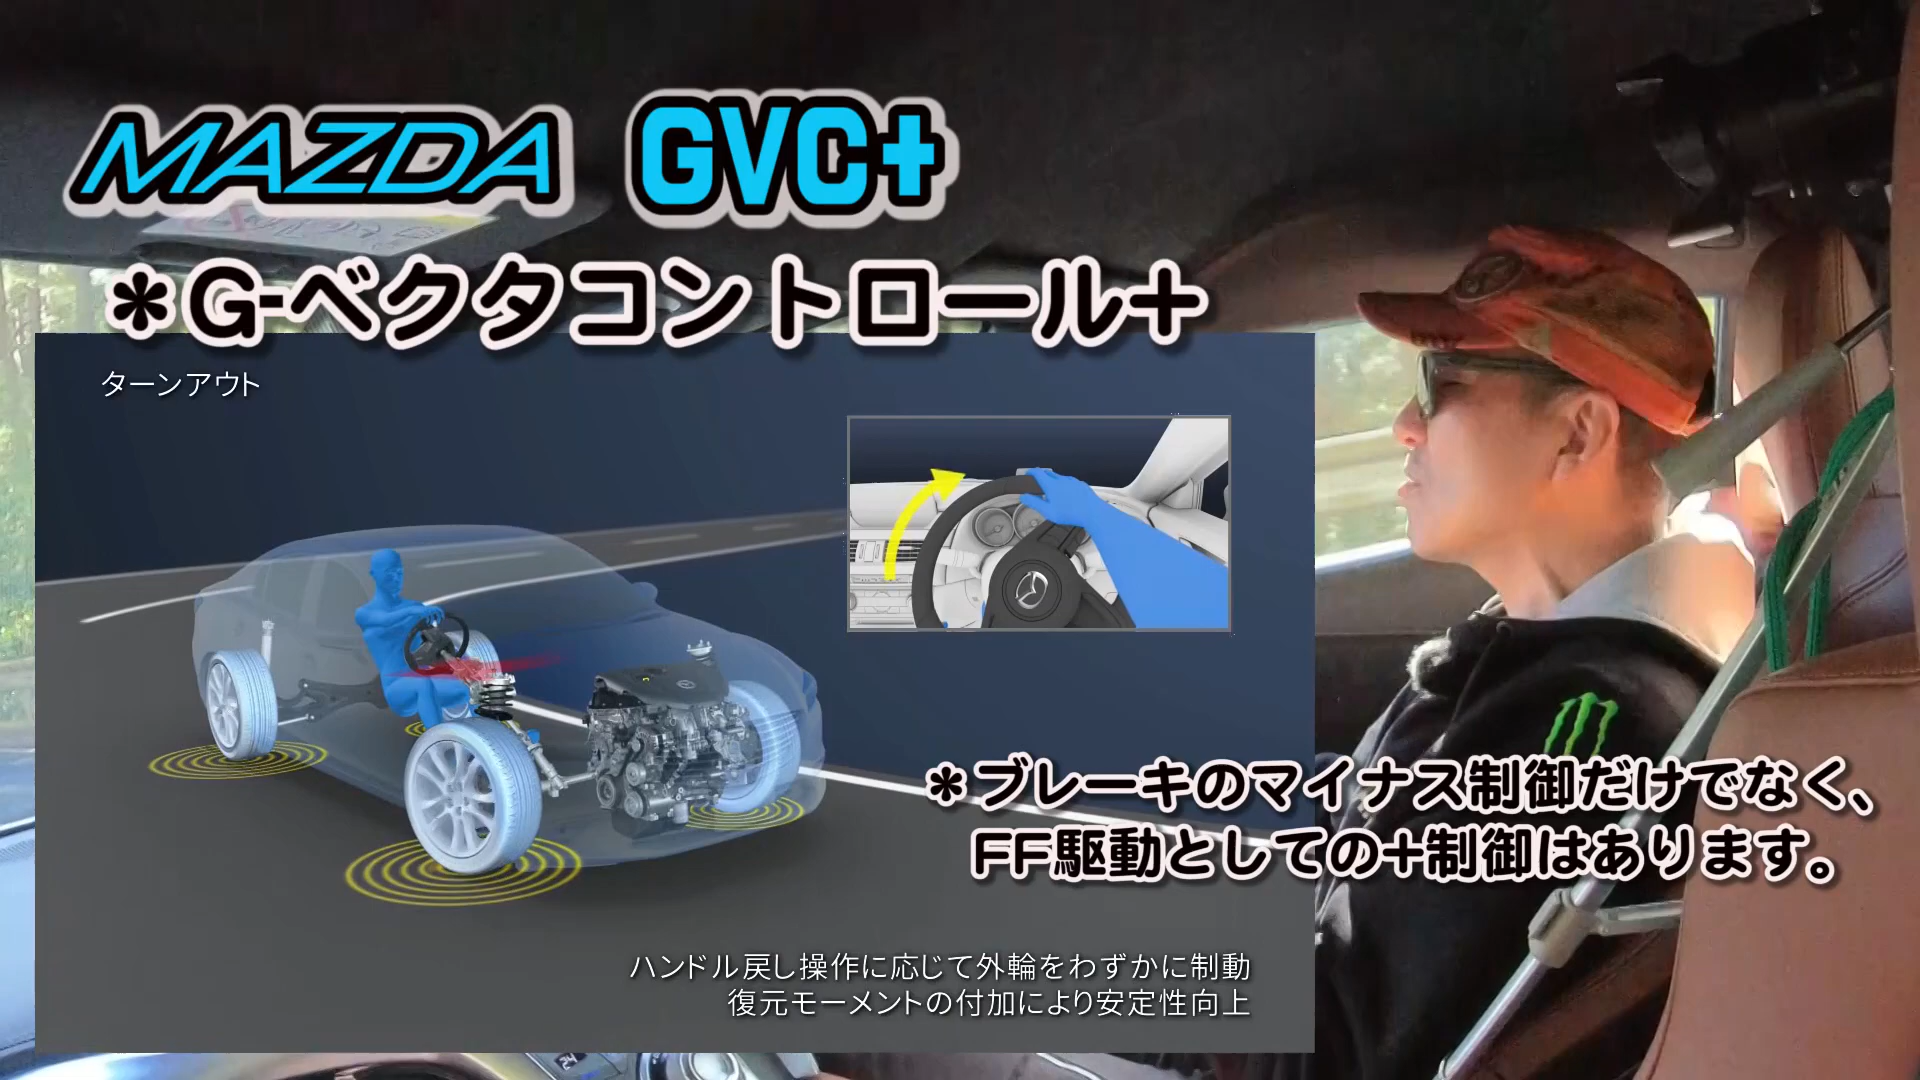 MAZDA GVC+
*G-ベクタコントロール+
ターンアウト
*ブレーキのマイナス制御だけでなく、
FF駆動としての+制御はあります。
ハンドル戻し操作に応じて外輪をわずかに制動
復元モーメントの付加により安定性向上